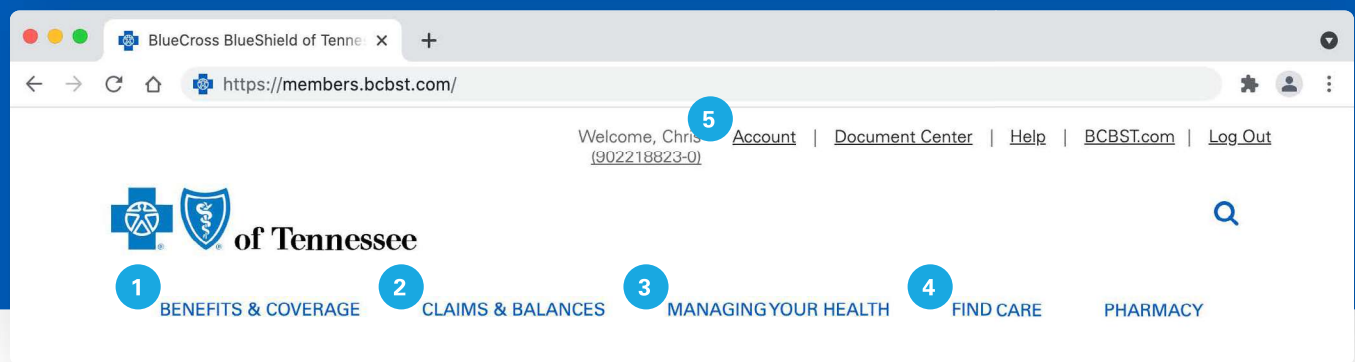 BlueCross BlueShield of Tenne
https://members.bcbst.com/
5
Welcome, Chris Account | Document Center | Help | BCBST.com | Log Out
(902218823-0)
of Tennessee
1 2 3 4
BENEFITS & COVERAGE CLAIMS & BALANCES MANAGING YOUR HEALTH FIND CARE PHARMACY